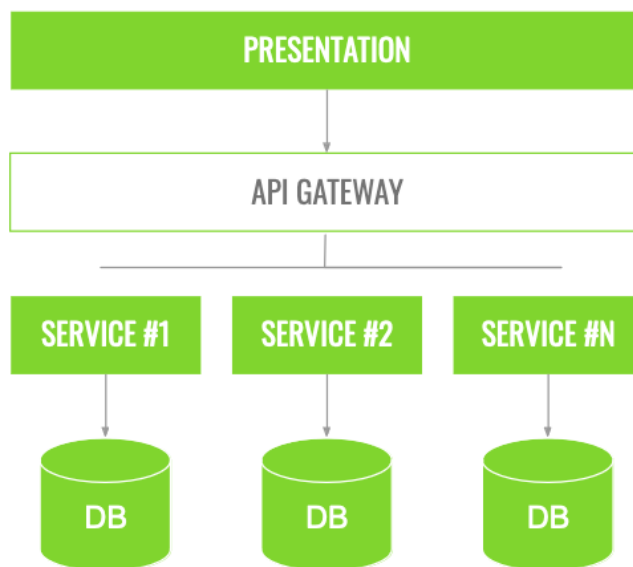 PRESENTATION
API GATEWAY
SERVICE #1
SERVICE #2
SERVICE #N
DB
DB
DB